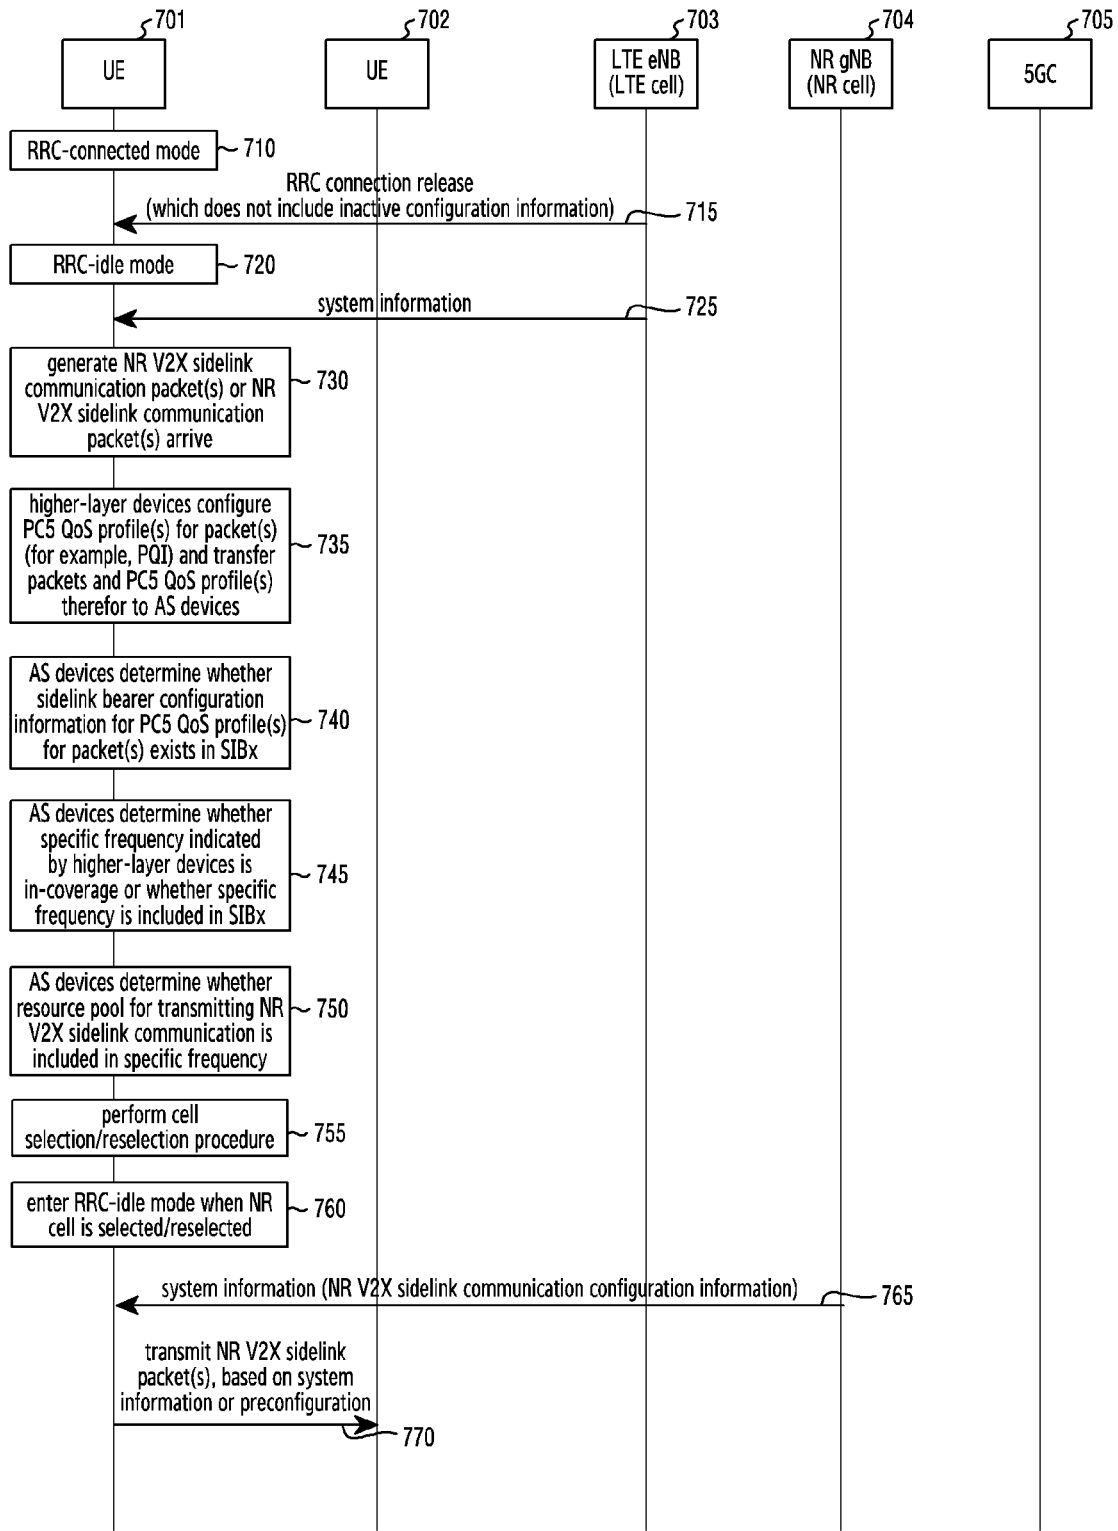 701
702
703
704
705
UE
UE
LTE eNB
(LTE cell)
NR gNB
(NR cell)
5GC
RRC-connected mode
710
RRC connection release
(which does not include inactive configuration information)
715
RRC-idle mode
720
system information
725
generate NR V2X sidelink
communication packet(s) or NR
V2X sidelink communication
packet(s) arrive
730
higher-layer devices configure
PC5 QoS profile(s) for packet(s)
(for example, PQI) and transfer
packets and PC5 QoS profile(s)
therefor to AS devices
735
AS devices determine whether
sidelink bearer configuration
information for PC5 QoS profile(s)
for packet(s) exists in SIBx
740
AS devices determine whether
specific frequency indicated
by higher-layer devices is
in-coverage or whether specific
frequency is included in SIBx
745
AS devices determine whether
resource pool for transmitting NR
V2X sidelink communication is
included in specific frequency
750
perform cell
selection/reselection procedure
755
enter RRC-idle mode when NR
cell is selected/reselected
760
system information (NR V2X sidelink communication configuration information)
765
transmit NR V2X sidelink
packet(s), based on system
information or preconfiguration
770